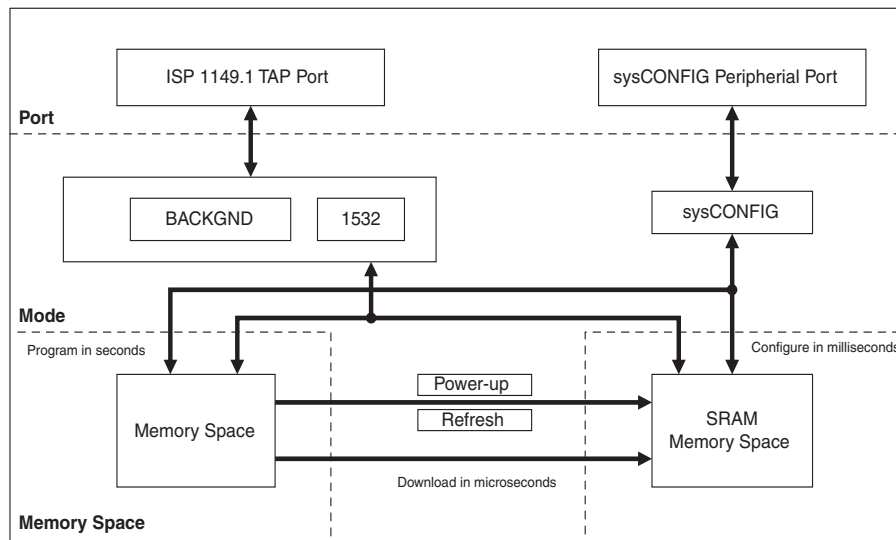 ISP 1149.1 TAP Port
sysCONFIG Peripherial Port
Port
BACKGND
1532
sysCONFIG
Mode
Program in seconds
Configure in milliseconds
Power-up
Memory Space
Refresh
SRAM
Memory Space
Download in microseconds
Memory Space